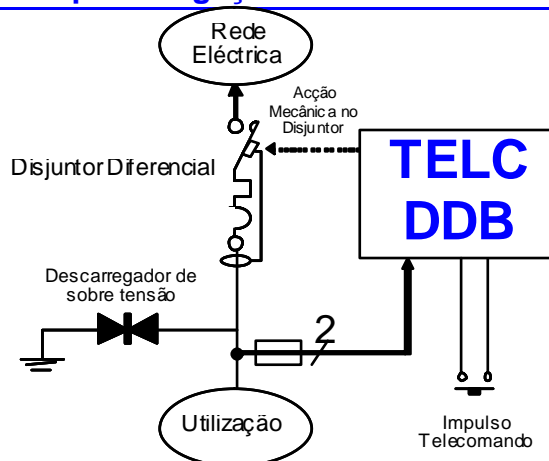 Rede
Eléctrica
Acção
Mecânica no
Disjuntor
Disjuntor Diferencial
TELC
DDB
Descarregador de
sobre tensão
2
Utilização
Impulso
Telecomando